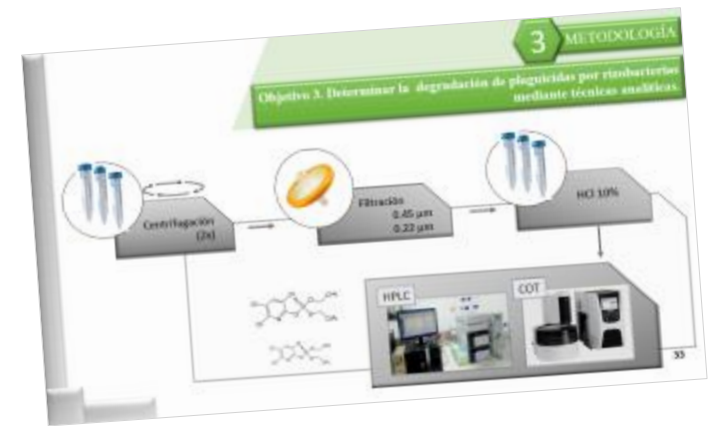 3 METODOLOGÍA
Objetivo 3. Determinar la degradación de plaguicidas por rizobacterias
mediante técnicas analíticas.
Centrifugación
(2x)
Filtración
0.45 µm
0.22 µm
HCl 10%
HPLC
COT
33